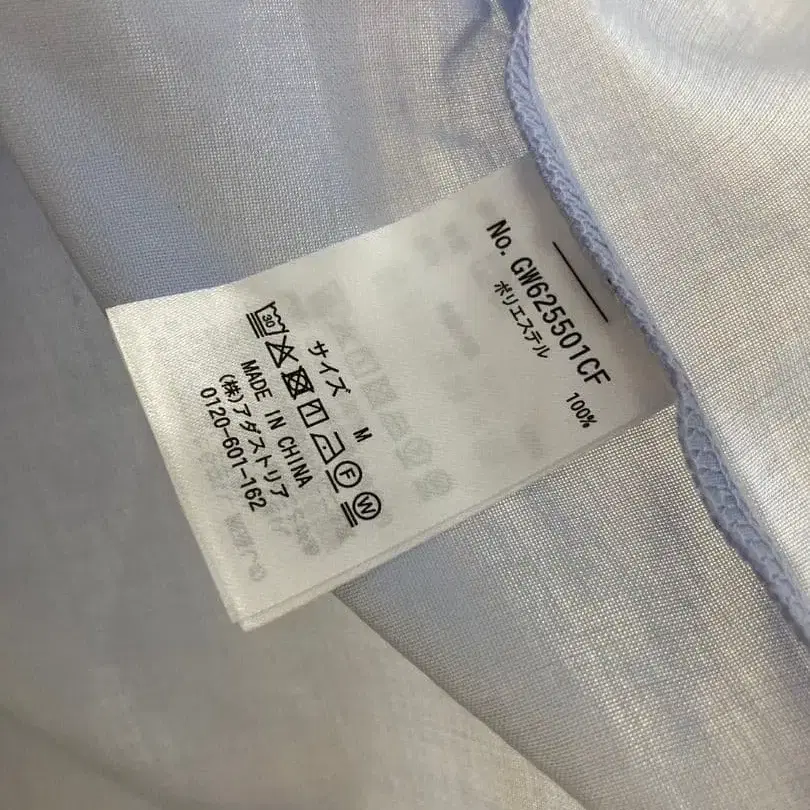 No. GW625501CF
ポリエステル 100%
サイズ M
30
F W
MADE IN CHINA
(株)アダストリア
0120-601-162